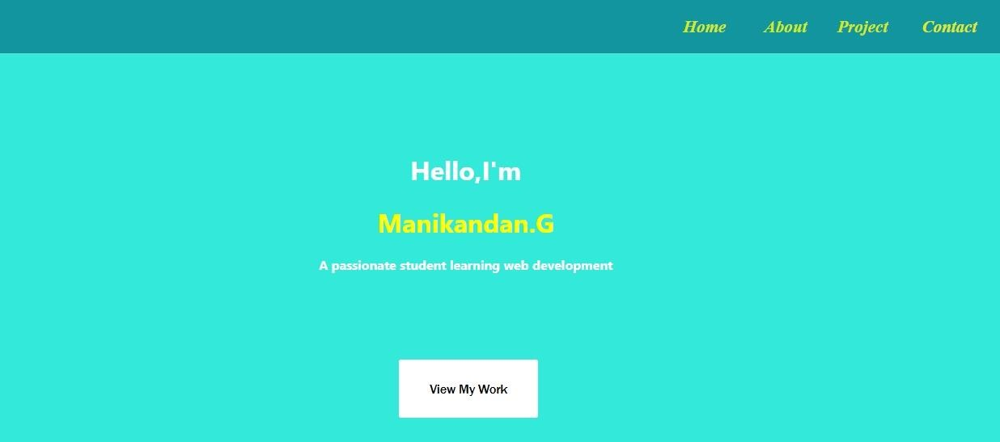 Home About Project Contact
Hello,I'm
Manikandan.G
A passionate student learning web development
View My Work